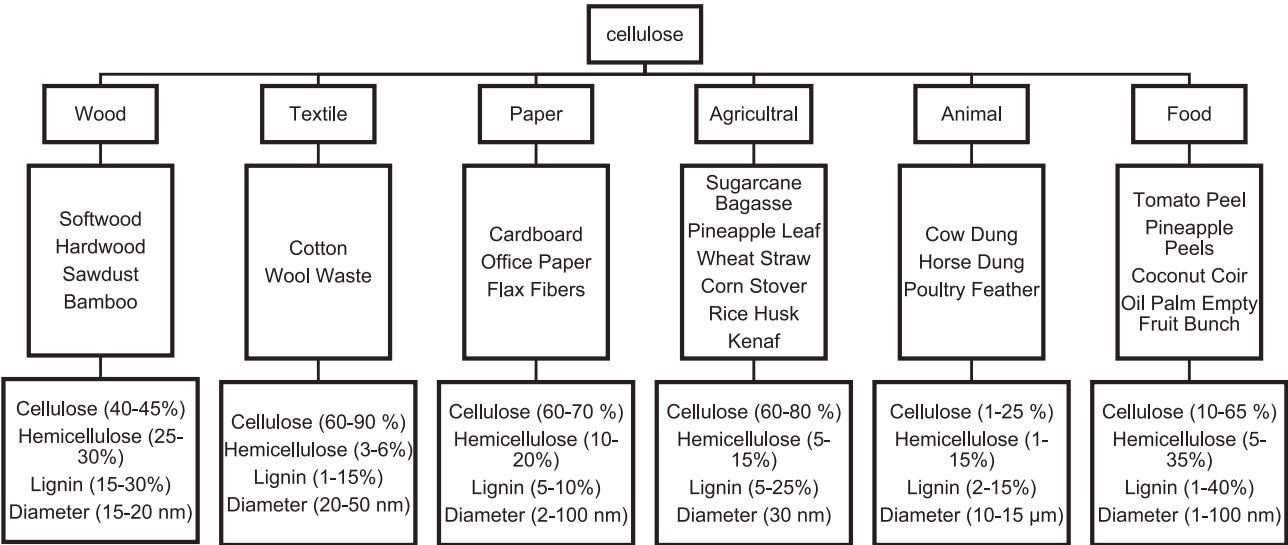 cellulose
Wood
Textile
Paper
Agricultral
Animal
Food
Softwood
Hardwood
Sawdust
Bamboo
Cotton
Wool Waste
Cardboard
Office Paper
Flax Fibers
Sugarcane
Bagasse
Pineapple Leaf
Wheat Straw
Corn Stover
Rice Husk
Kenaf
Cow Dung
Horse Dung
Poultry Feather
Tomato Peel
Pineapple
Peels
Coconut Coir
Oil Palm Empty
Fruit Bunch
Cellulose (40-45%)
Hemicellulose (25-
30%)
Lignin (15-30%)
Diameter (15-20 nm)
Cellulose (60-90 %)
Hemicellulose (3-6%)
Lignin (1-15%)
Diameter (20-50 nm)
Cellulose (60-70 %)
Hemicellulose (10-
20%)
Lignin (5-10%)
Diameter (2-100 nm)
Cellulose (60-80 %)
Hemicellulose (5-
15%)
Lignin (5-25%)
Diameter (30 nm)
Cellulose (1-25 %)
Hemicellulose (1-
15%)
Lignin (2-15%)
Diameter (10-15 µm)
Cellulose (10-65 %)
Hemicellulose (5-
35%)
Lignin (1-40%)
Diameter (1-100 nm)